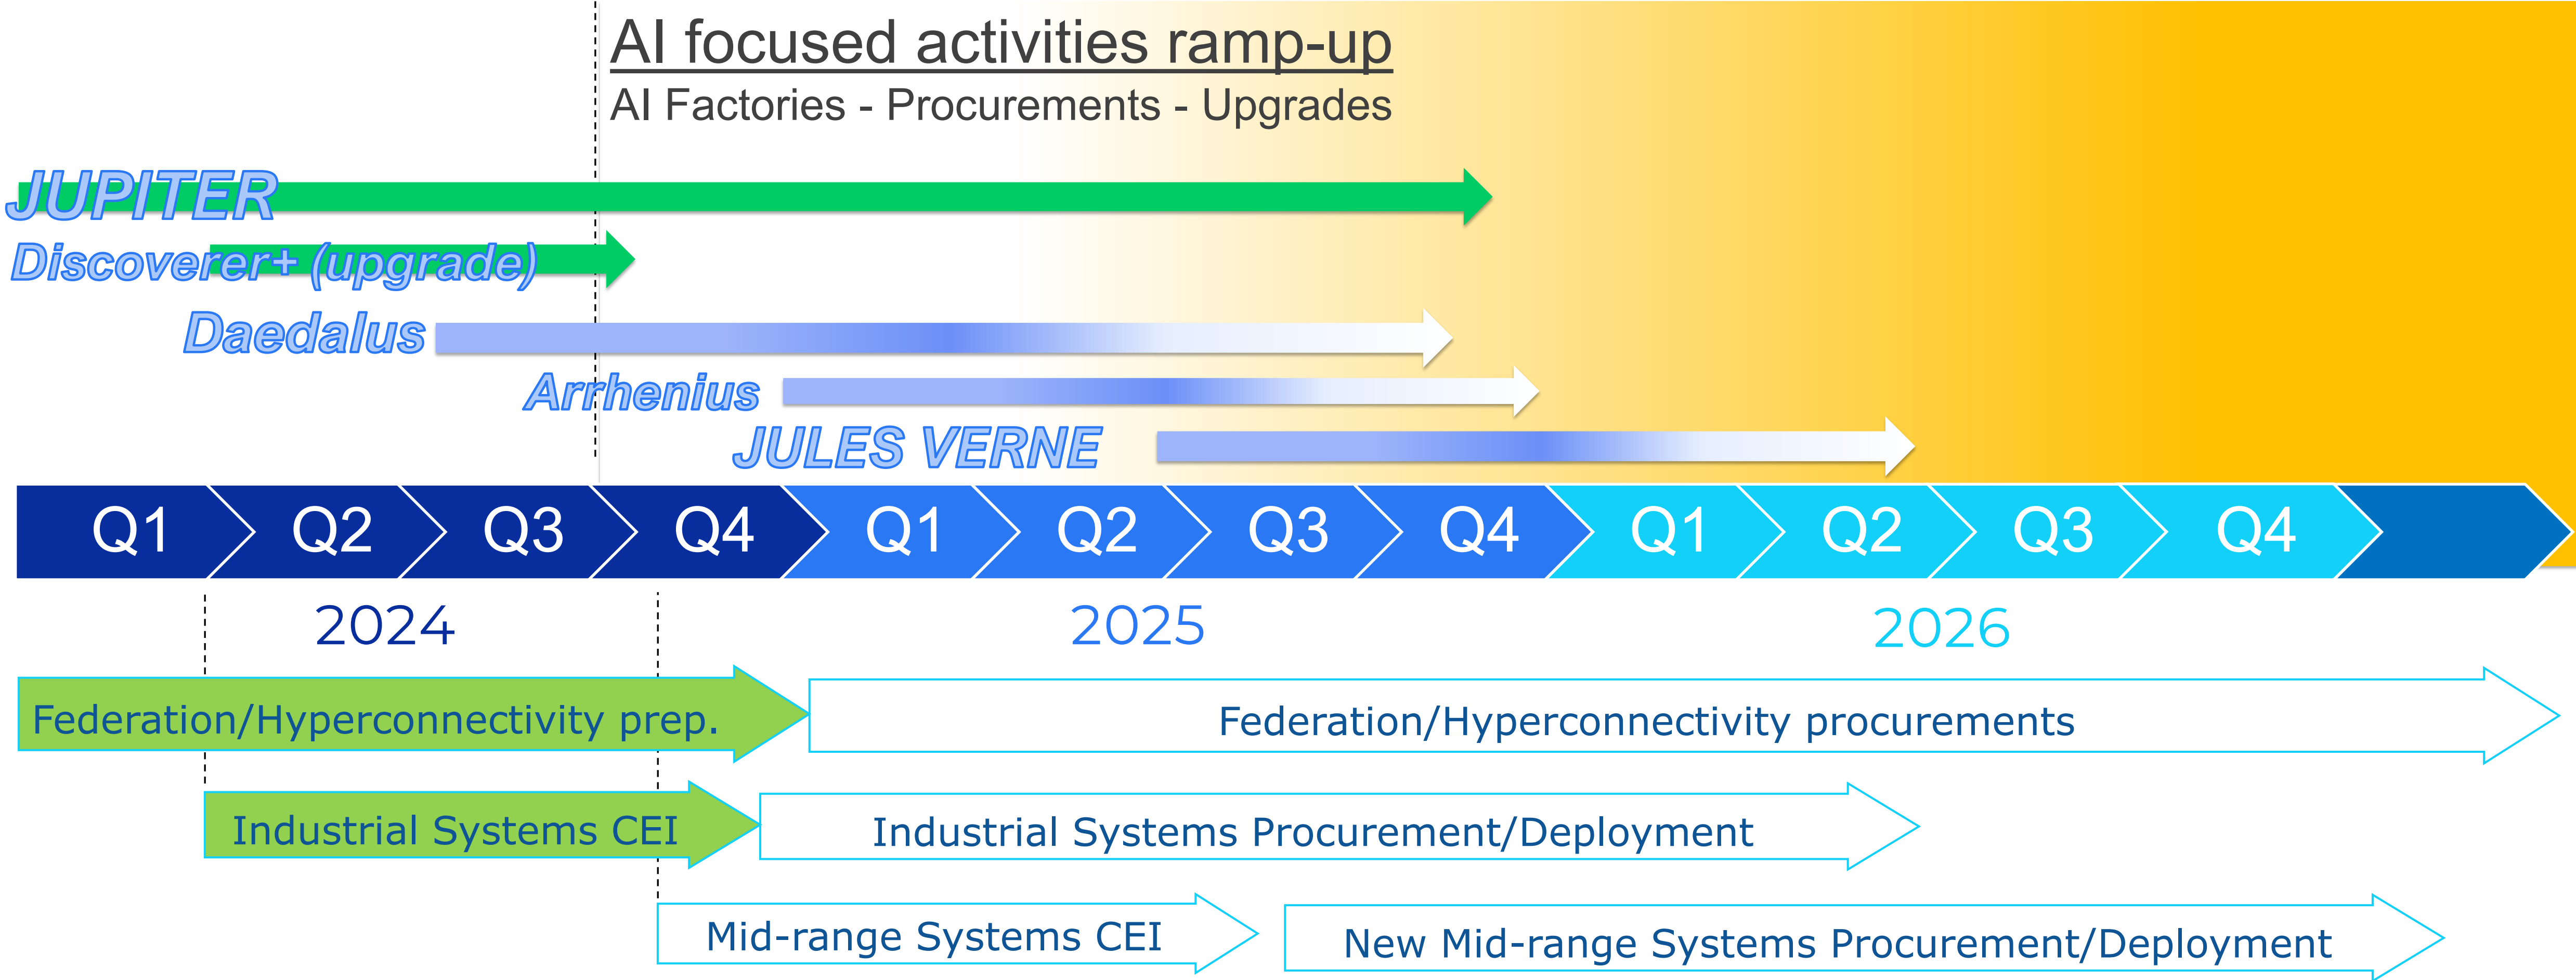 AI focused activities ramp-up
AI Factories - Procurements - Upgrades
JUPITER
Discoverer+ (upgrade)
Daedalus
Arrhenius
JULES VERNE
Q1 Q2 Q3 Q4 Q1 Q2 Q3 Q4 Q1 Q2 Q3 Q4
2024 2025 2026
Federation/Hyperconnectivity prep. Federation/Hyperconnectivity procurements
Industrial Systems CEI Industrial Systems Procurement/Deployment
Mid-range Systems CEI New Mid-range Systems Procurement/Deployment